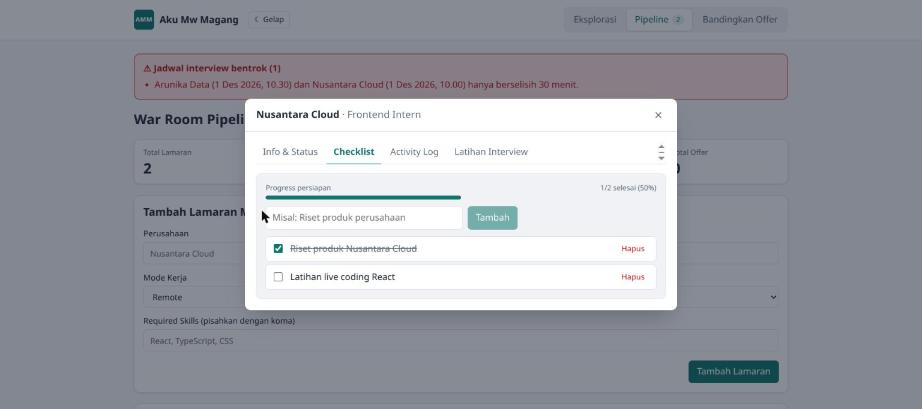 AMM Aku Mw Magang
Gelap
Eksplorasi
Pipeline 2
Bandingkan Offer
⚠ Jadwal interview bentrok (1)
• Arunika Data (1 Des 2026, 10.30) dan Nusantara Cloud (1 Des 2026, 10.00) hanya berselisih 30 menit.
War Room Pipeli
Total Lamaran
2
otal Offer
Nusantara Cloud · Frontend Intern ×
Info & Status
Checklist
Activity Log
Latihan Interview
Progress persiapan
1/2 selesai (50%)
Misal: Riset produk perusahaan
Tambah
Riset produk Nusantara Cloud
Hapus
Latihan live coding React
Hapus
Tambah Lamaran M
Perusahaan
Nusantara Cloud
Mode Kerja
Remote
Required Skills (pisahkan dengan koma)
React, TypeScript, CSS
Tambah Lamaran